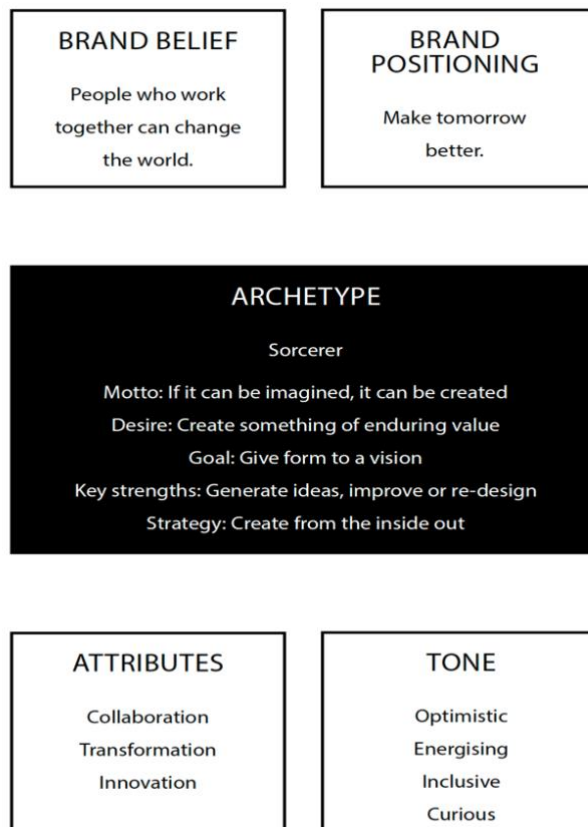 BRAND BELIEF
People who work
together can change
the world.
BRAND
POSITIONING
Make tomorrow
better.
ARCHETYPE
Sorcerer
Motto: If it can be imagined, it can be created
Desire: Create something of enduring value
Goal: Give form to a vision
Key strengths: Generate ideas, improve or re-design
Strategy: Create from the inside out
ATTRIBUTES
Collaboration
Transformation
Innovation
TONE
Optimistic
Energising
Inclusive
Curious